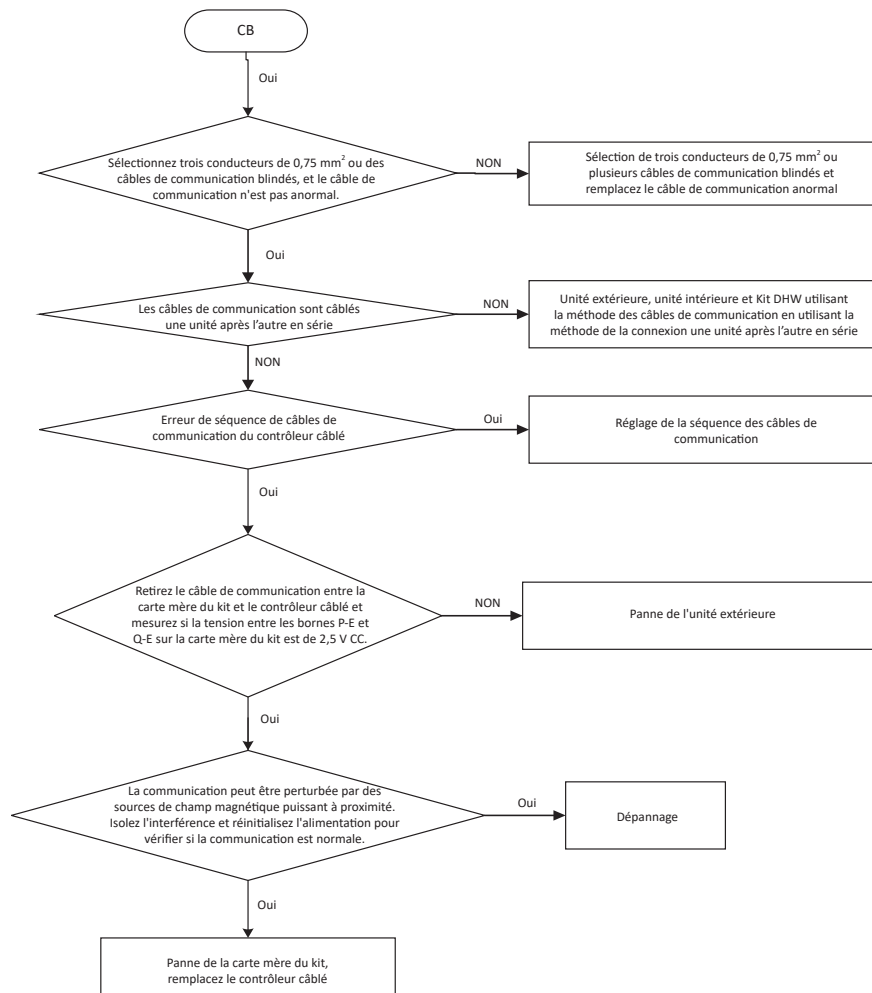 CB
Oui
Sélectionnez trois conducteurs de 0,75 mm² ou des
câbles de communication blindés, et le câble de
communication n'est pas anormal.
NON
Sélection de trois conducteurs de 0,75 mm² ou
plusieurs câbles de communication blindés et
remplacez le câble de communication anormal
Oui
Les câbles de communication sont câblés
une unité après l'autre en série
NON
Unité extérieure, unité intérieure et Kit DHW utilisant
la méthode des câbles de communication en utilisant la
méthode de la connexion une unité après l'autre en série
NON
Erreur de séquence de câbles de
communication du contrôleur câblé
Oui
Réglage de la séquence des câbles de
communication
Oui
Retirez le câble de communication entre la
carte mère du kit et le contrôleur câblé et
mesurez si la tension entre les bornes P-E et
Q-E sur la carte mère du kit est de 2,5 V CC.
NON
Panne de l'unité extérieure
Oui
La communication peut être perturbée par des
sources de champ magnétique puissant à proximité.
Isolez l'interférence et réinitialisez l'alimentation pour
vérifier si la communication est normale.
Oui
Dépannage
Oui
Panne de la carte mère du kit,
remplacez le contrôleur câblé